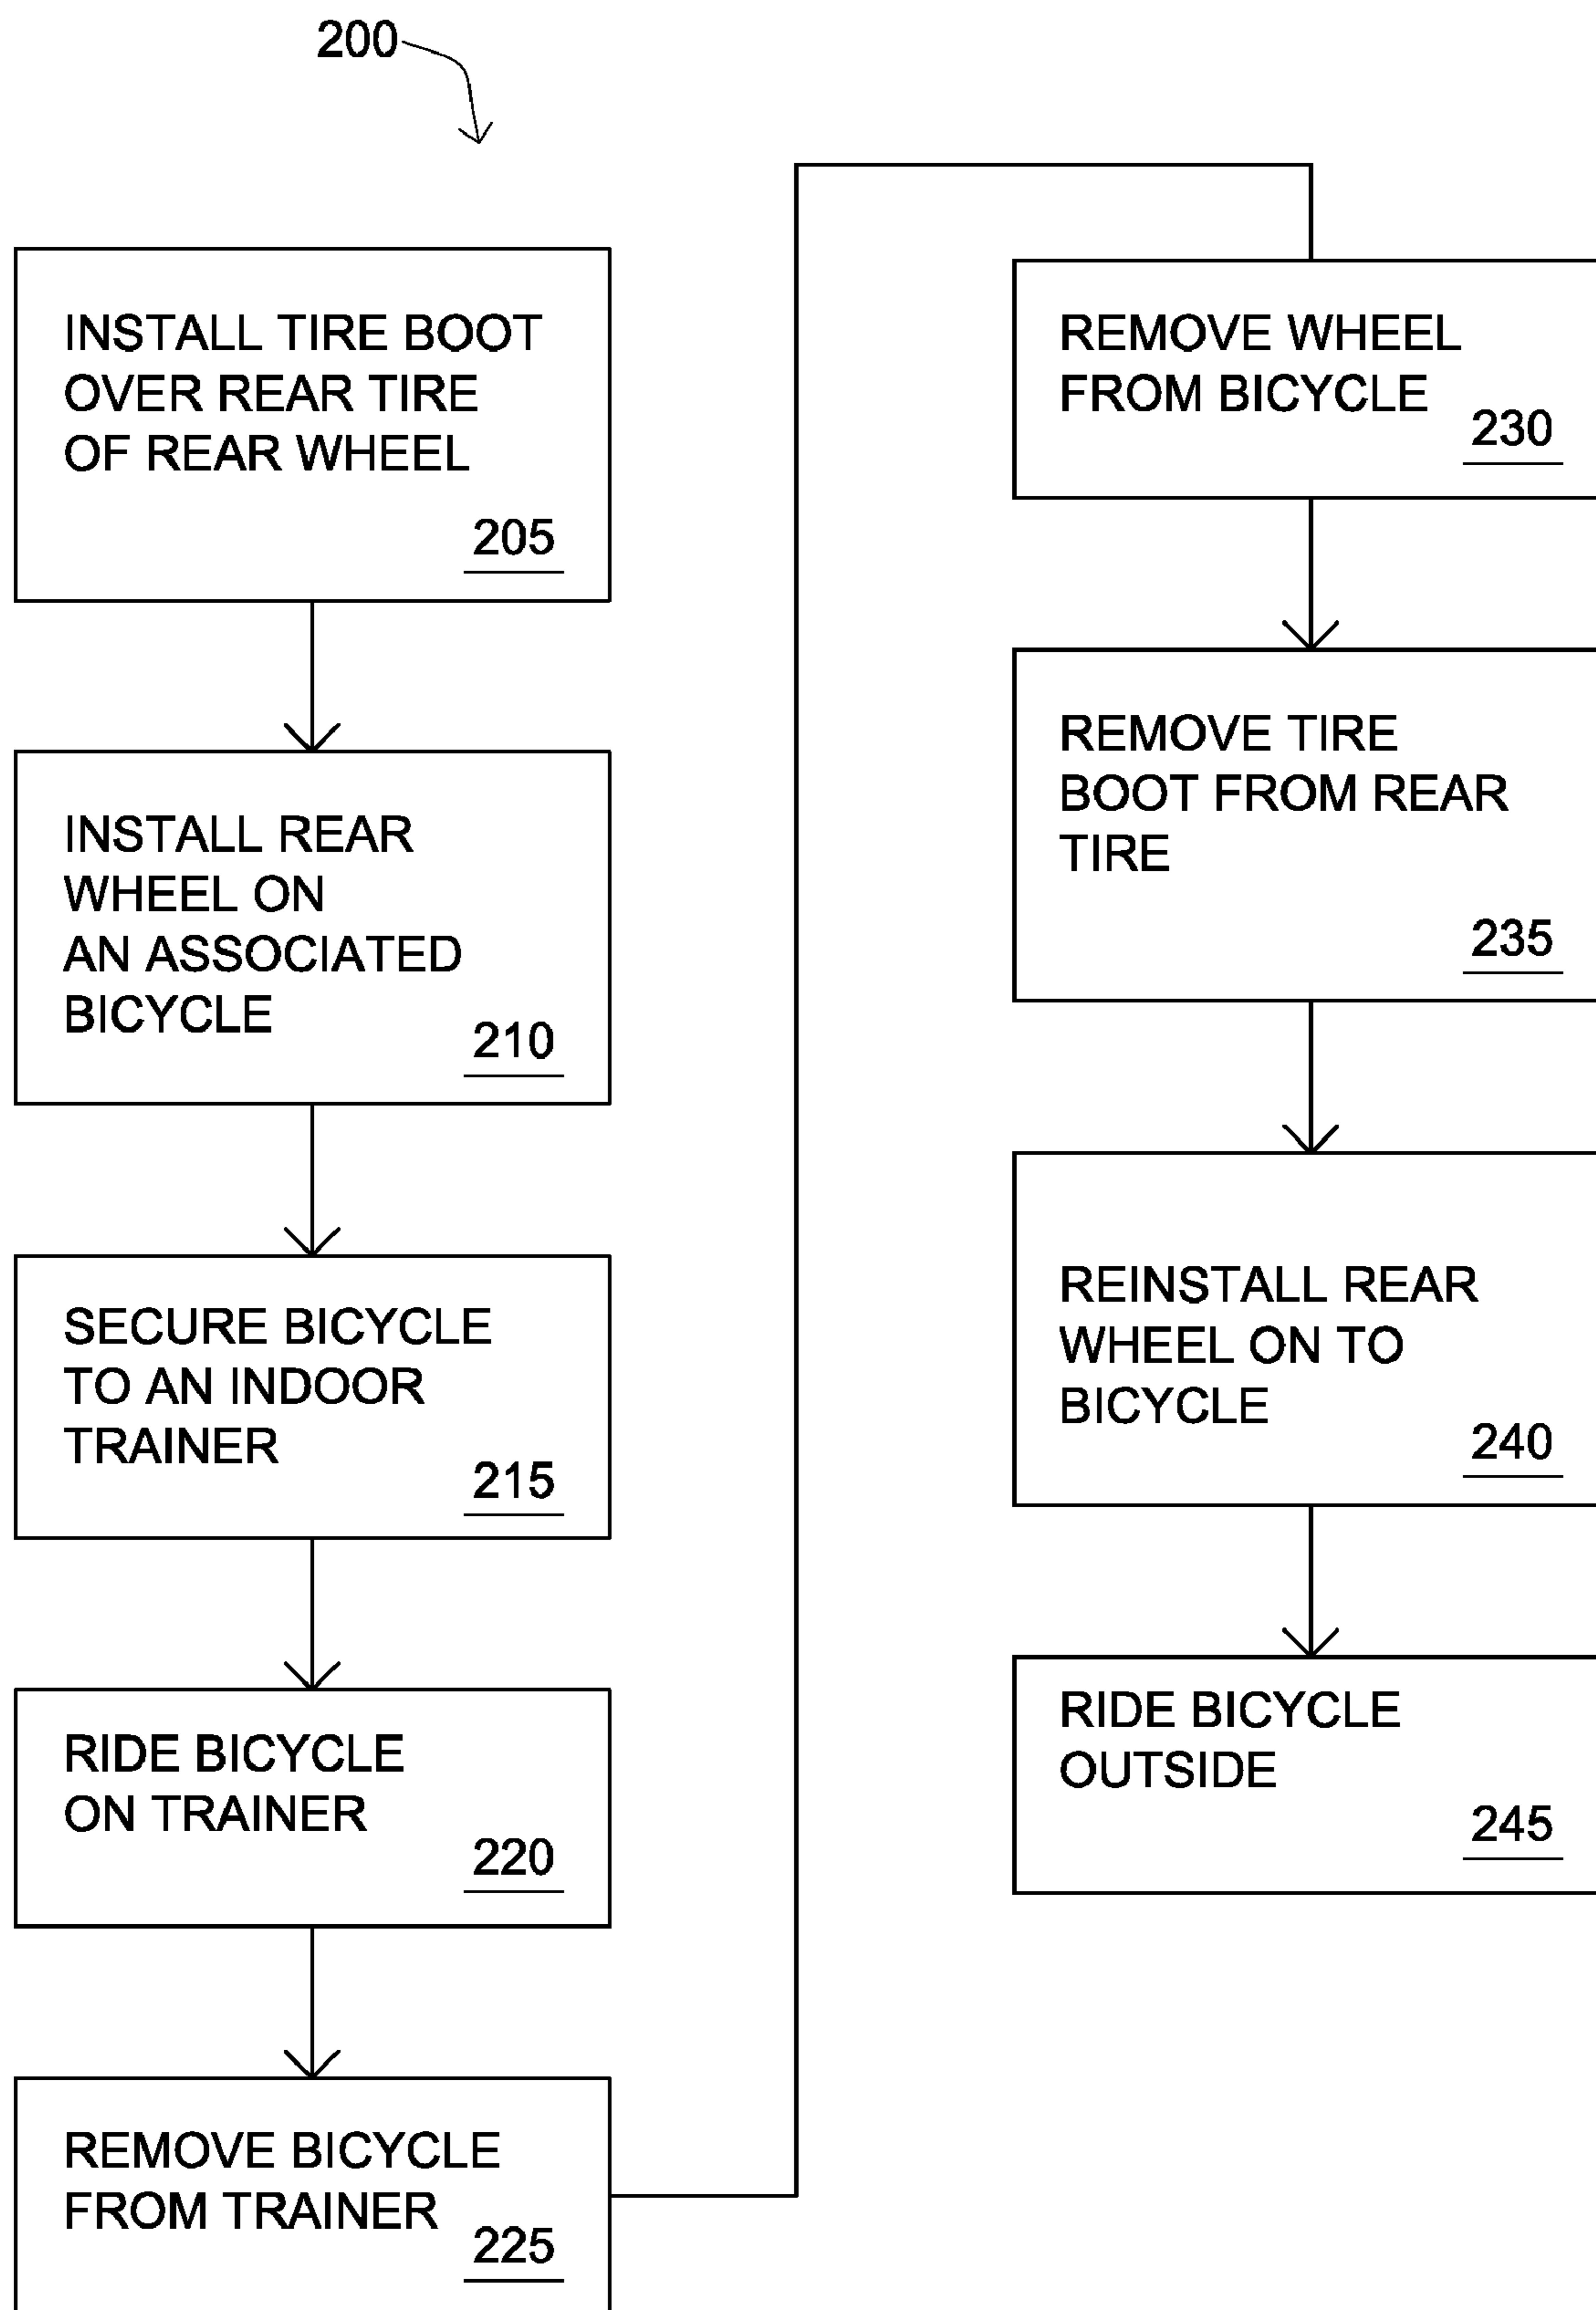 200
INSTALL TIRE BOOT
OVER REAR TIRE
OF REAR WHEEL
205
INSTALL REAR
WHEEL ON
AN ASSOCIATED
BICYCLE
210
SECURE BICYCLE
TO AN INDOOR
TRAINER
215
RIDE BICYCLE
ON TRAINER
220
REMOVE BICYCLE
FROM TRAINER
225
REMOVE WHEEL
FROM BICYCLE
230
REMOVE TIRE
BOOT FROM REAR
TIRE
235
REINSTALL REAR
WHEEL ON TO
BICYCLE
240
RIDE BICYCLE
OUTSIDE
245